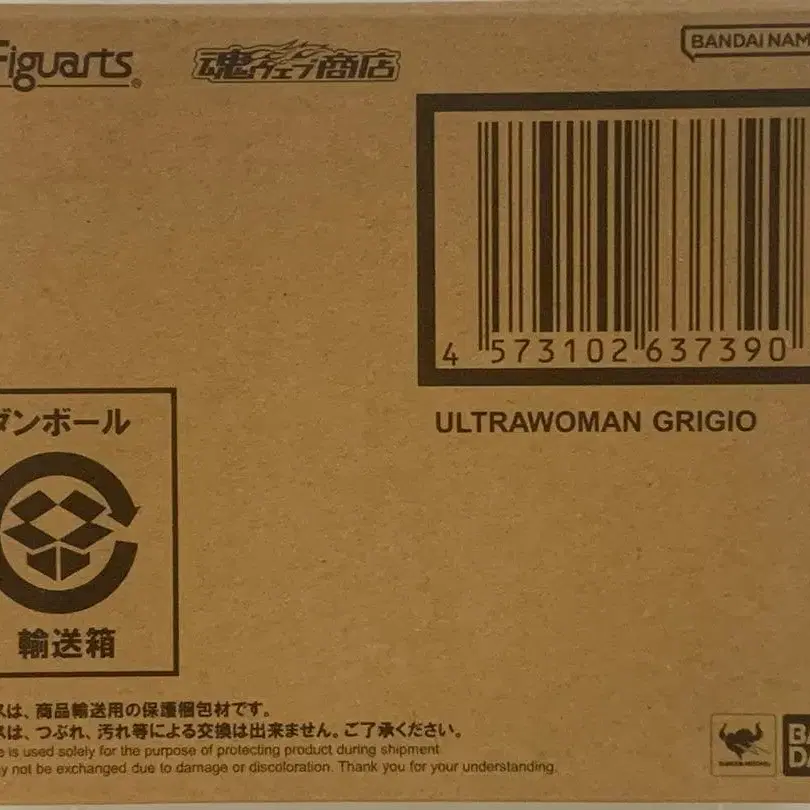 Figuarts
魂ウェブ商店
BANDAI NAM
4 573102 637390
ULTRAWOMAN GRIGIO
ダンボール
輸送箱
スは、商品輸送用の保護梱包材です。
スは、つぶれ、汚れ等による交換は出来ません。ご了承ください。
e is used solely for the purpose of protecting product during shipment
y not be exchanged due to damage or discoloration. Thank you for your understanding.
BA
DA